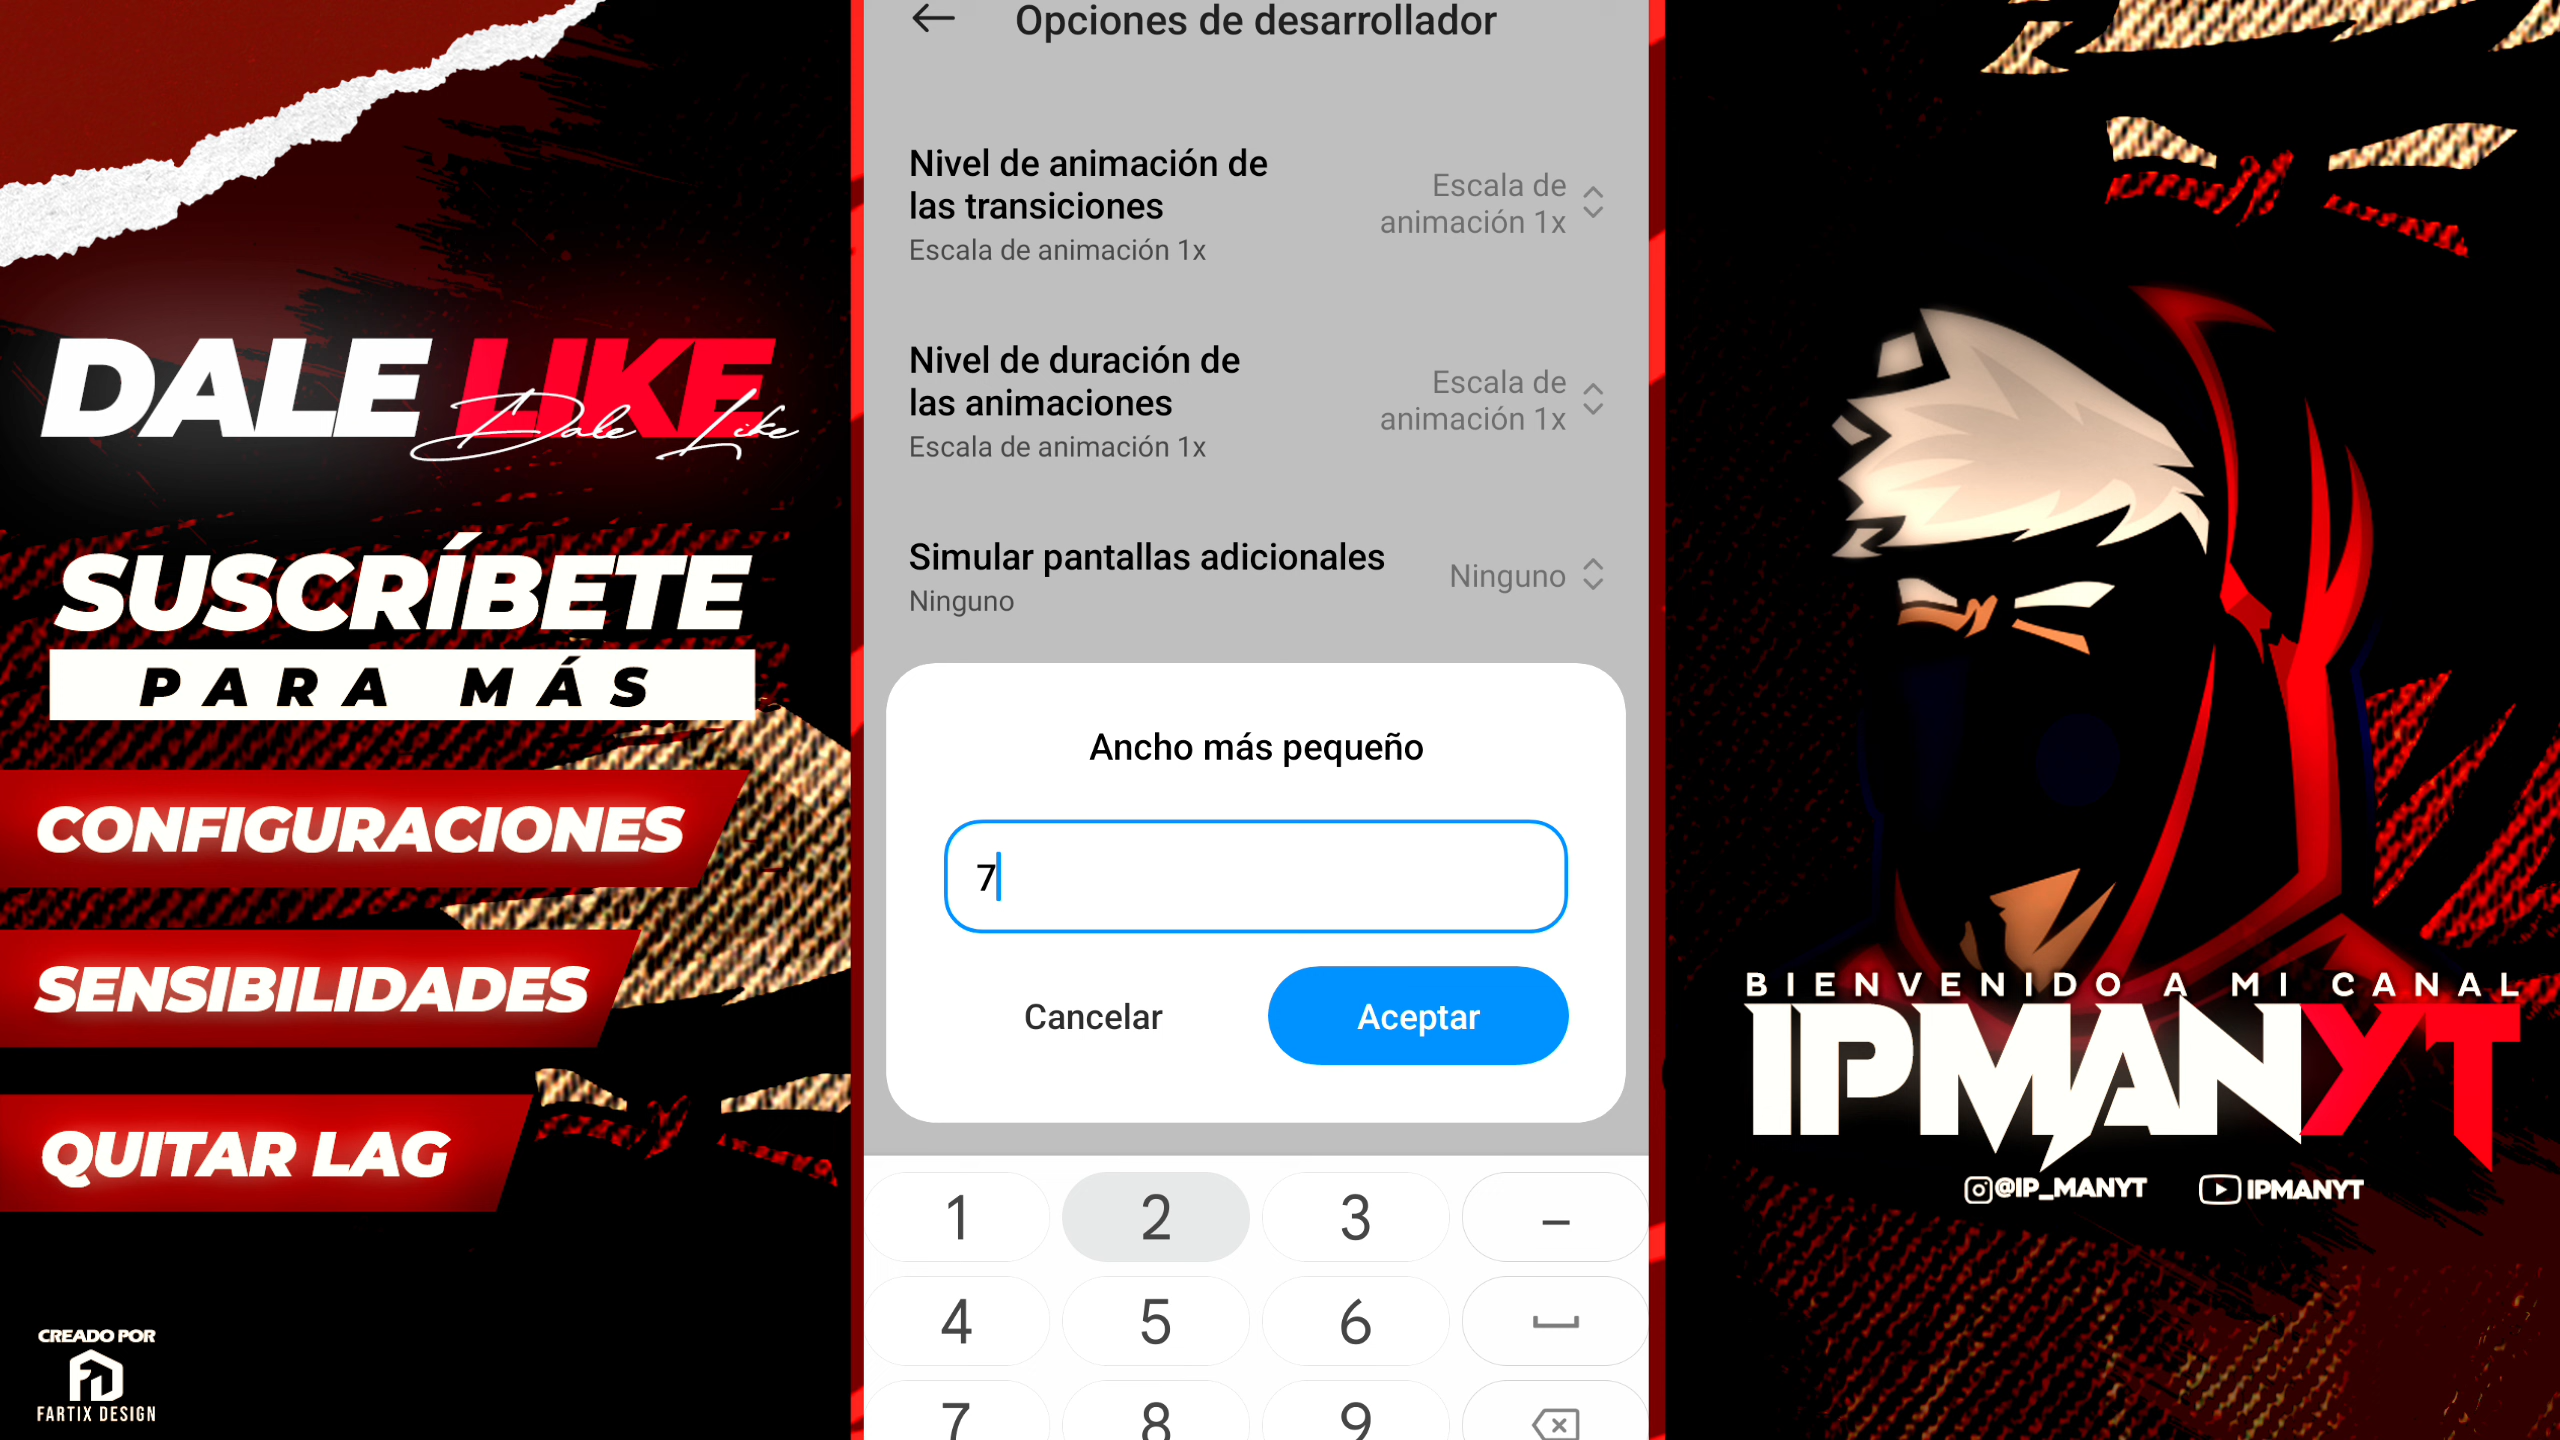 DALE LIKE
Dale Like
SUSCRÍBETE
PARA MÁS
CONFIGURACIONES
SENSIBILIDADES
QUITAR LAG
CREADO POR
FARTIX DESIGN
Opciones de desarrollador
Nivel de animación de
las transiciones
Escala de animación 1x
Escala de
animación 1x
Nivel de duración de
las animaciones
Escala de animación 1x
Escala de
animación 1x
Simular pantallas adicionales
Ninguno
Ninguno
Ancho más pequeño
7
Cancelar
Aceptar
1 2 3 –
4 5 6
7 8 9
BIENVENIDO A MI CANAL
IPMANYT
@IP_MANYT
IPMANYT